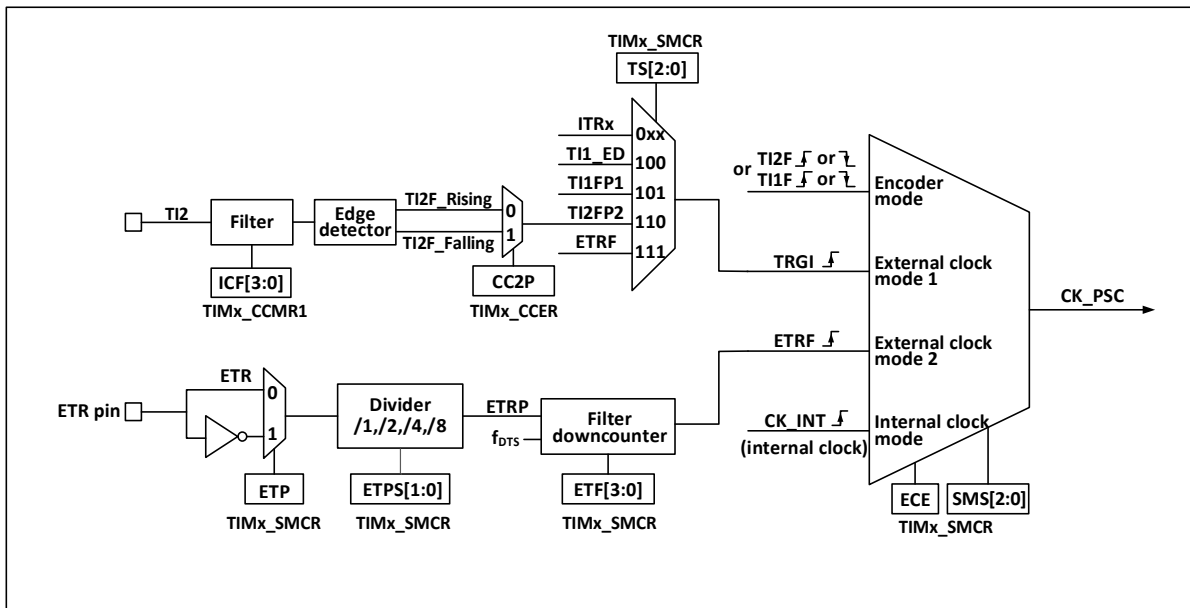 TIMx_SMCR
TS[2:0]
ITRx
0xx
TI1_ED
100
TI1FP1
101
TI2FP2
110
ETRF
111
TI2
Filter
Edge
detector
TI2F_Rising
TI2F_Falling
0
1
ICF[3:0]
TIMx_CCMR1
CC2P
TIMx_CCER
or
TI2F or
TI1F or
Encoder
mode
TRGI
External clock
mode 1
CK_PSC
ETRF
External clock
mode 2
CK_INT
(internal clock)
Internal clock
mode
ECE
SMS[2:0]
TIMx_SMCR
ETR pin
ETR
0
1
Divider
/1,/2,/4,/8
ETRP
fDTS
Filter
downcounter
ETP
TIMx_SMCR
ETPS[1:0]
TIMx_SMCR
ETF[3:0]
TIMx_SMCR